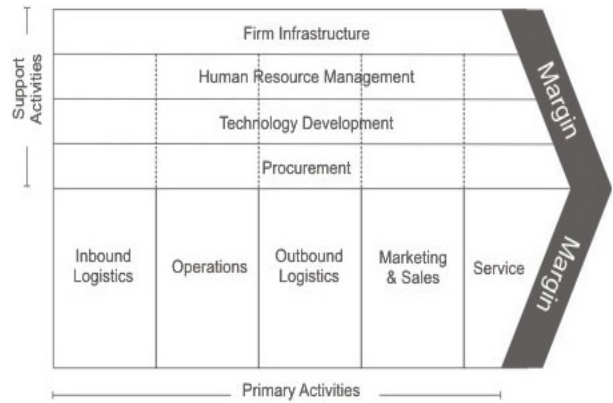 Support
Activities
Firm Infrastructure
Human Resource Management
Technology Development
Procurement
Margin
Inbound
Logistics
Operations
Outbound
Logistics
Marketing
& Sales
Service
Margin
Primary Activities